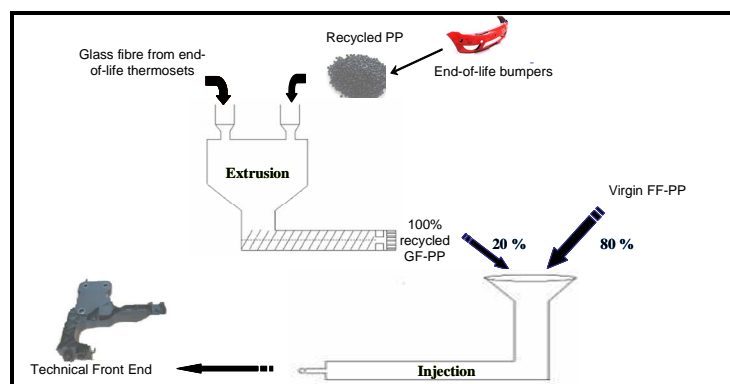 Recycled PP
Glass fibre from end-
of-life thermosets
End-of-life bumpers
Extrusion
Virgin FF-PP
100%
recycled
GF-PP
20 %
80 %
Technical Front End
Injection